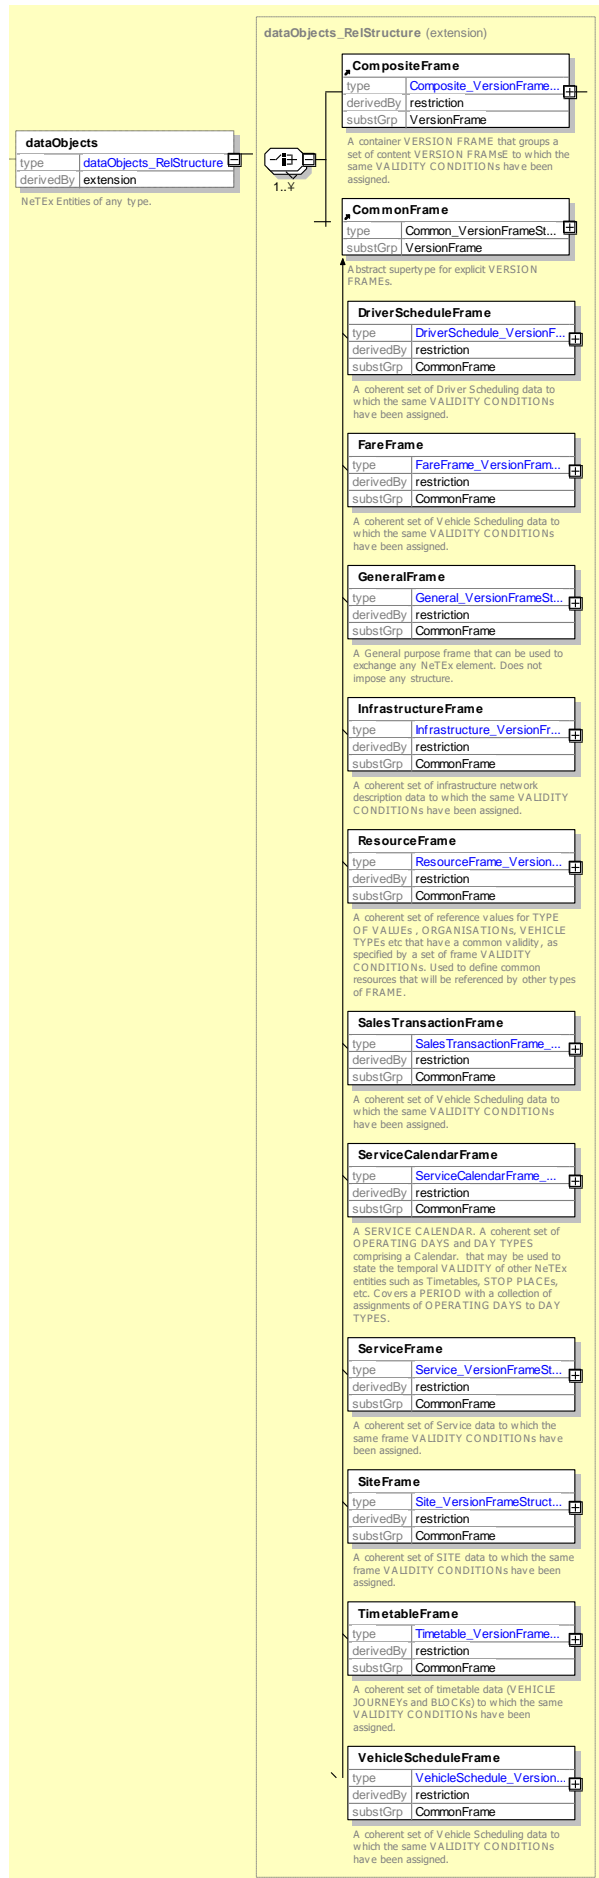 dataObjects_RelStructure (extension)
CompositeFrame
type Composite_VersionFrame...
derivedBy restriction
substGrp VersionFrame
A container VERSION FRAME that groups a
set of content VERSION FRAMsE to which the
same VALIDITY CONDITIONS have been
assigned.
dataObjects
type dataObjects_RelStructure
derivedBy extension
NeTEx Entities of any type.
1..¥
CommonFrame
type Common_VersionFrameSt...
substGrp VersionFrame
Abstract supertype for explicit VERSION
FRAMEs.
DriverScheduleFrame
type DriverSchedule_VersionF...
derivedBy restriction
substGrp CommonFrame
A coherent set of Driver Scheduling data to
which the same VALIDITY CONDITIONs
have been assigned.
FareFrame
type FareFrame_VersionFram...
derivedBy restriction
substGrp CommonFrame
A coherent set of Vehicle Scheduling data to
which the same VALIDITY CONDITIONs
have been assigned.
GeneralFrame
type General_VersionFrameSt...
derivedBy restriction
substGrp CommonFrame
A General purpose frame that can be used to
exchange any NeTEx element. Does not
impose any structure.
InfrastructureFrame
type Infrastructure_VersionFr...
derivedBy restriction
substGrp CommonFrame
A coherent set of infrastructure network
description data to which the same VALIDITY
CONDITIONs have been assigned.
ResourceFrame
type ResourceFrame_Version...
derivedBy restriction
substGrp CommonFrame
A coherent set of reference values for TYPE
OF VALUEs , ORGANISATIONs, VEHICLE
TYPEs etc that have a common validity, as
specified by a set of frame VALIDITY
CONDITIONs. Used to define common
resources that will be referenced by other types
of FRAME.
SalesTransactionFrame
type SalesTransactionFrame_...
derivedBy restriction
substGrp CommonFrame
A coherent set of Vehicle Scheduling data to
which the same VALIDITY CONDITIONs
have been assigned.
ServiceCalendarFrame
type ServiceCalendarFrame_...
derivedBy restriction
substGrp CommonFrame
A SERVICE CALENDAR. A coherent set of
OPERATING DAYS and DAY TYPES
comprising a Calendar. that may be used to
state the temporal VALIDITY of other NeTEx
entities such as Timetables, STOP PLACEs,
etc. Covers a PERIOD with a collection of
assignments of OPERATING DAYS to DAY
TYPES.
ServiceFrame
type Service_VersionFrameSt...
derivedBy restriction
substGrp CommonFrame
A coherent set of Service data to which the
same frame VALIDITY CONDITIONs have
been assigned.
SiteFrame
type Site_VersionFrameStruct...
derivedBy restriction
substGrp CommonFrame
A coherent set of SITE data to which the same
frame VALIDITY CONDITIONs have been
assigned.
TimetableFrame
type Timetable_VersionFrame...
derivedBy restriction
substGrp CommonFrame
A coherent set of timetable data (VEHICLE
JOURNEYs and BLOCKs) to which the same
VALIDITY CONDITIONs have been
assigned.
VehicleScheduleFrame
type VehicleSchedule_Version...
derivedBy restriction
substGrp CommonFrame
A coherent set of Vehicle Scheduling data to
which the same VALIDITY CONDITIONs
have been assigned.